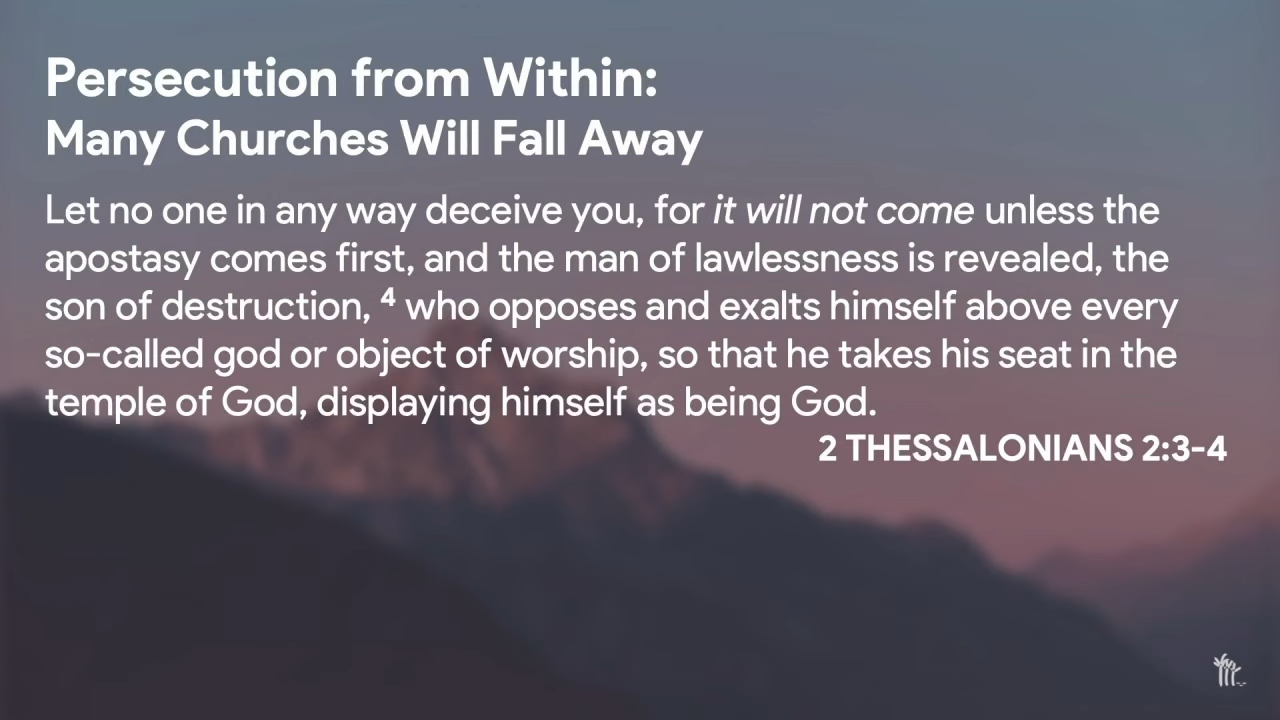 Persecution from Within:
Many Churches Will Fall Away
Let no one in any way deceive you, for it will not come unless the
apostasy comes first, and the man of lawlessness is revealed, the
son of destruction, ⁴ who opposes and exalts himself above every
so-called god or object of worship, so that he takes his seat in the
temple of God, displaying himself as being God.
2 THESSALONIANS 2:3-4